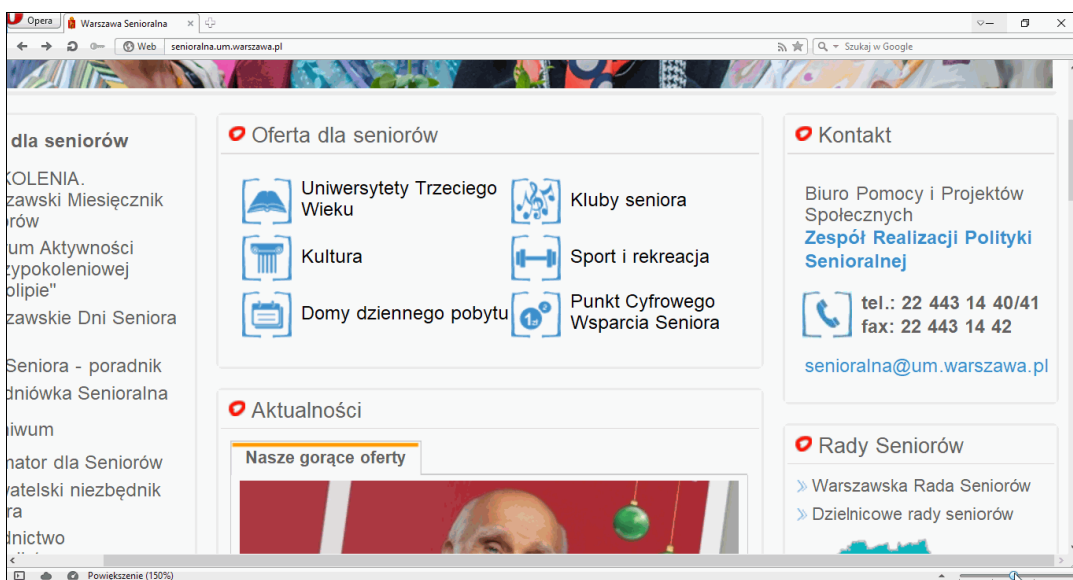 Opera
Warszawa Senioralna
Web
senioralna.um.warszawa.pl
Szukaj w Google
dla seniorów
KOLENIA.
zawski Miesięcznik
orów
um Aktywności
zypokoleniowej
olipie"
zawskie Dni Seniora
Seniora - poradnik
dniówka Senioralna
iwum
mator dla Seniorów
watelski niezbędnik
ra
dnictwo
Oferta dla seniorów
Uniwersytety Trzeciego
Wieku
Kluby seniora
Kultura
Sport i rekreacja
Domy dziennego pobytu
Punkt Cyfrowego
Wsparcia Seniora
Aktualności
Nasze gorące oferty
Kontakt
Biuro Pomocy i Projektów
Społecznych
Zespół Realizacji Polityki
Senioralnej
tel.: 22 443 14 40/41
fax: 22 443 14 42
senioralna@um.warszawa.pl
Rady Seniorów
Warszawska Rada Seniorów
Dzielnicowe rady seniorów
Powiększenie (150%)